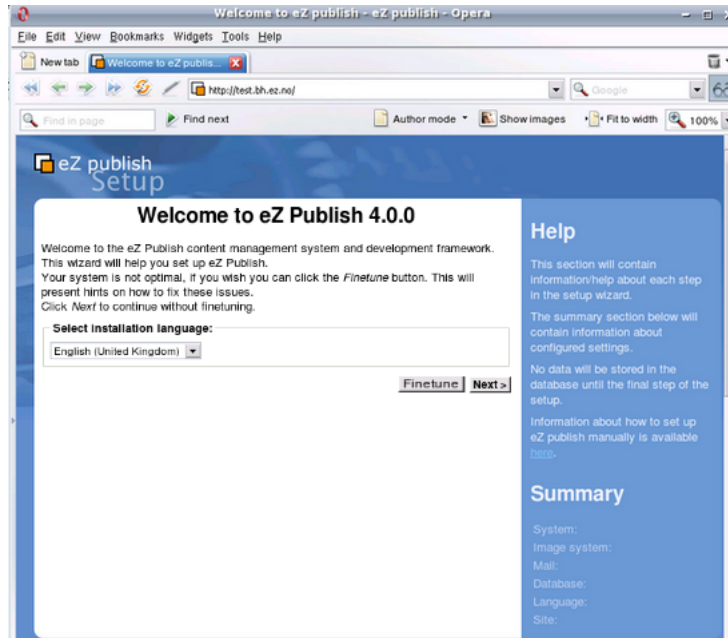 Welcome to eZ publish - eZ publish - Opera
File Edit View Bookmarks Widgets Tools Help
New tab
Welcome to eZ publis...
http://test.bh.ez.no/
Google
Find in page
Find next
Author mode
Show images
Fit to width
100%
eZ publish
Setup
Welcome to eZ Publish 4.0.0
Welcome to the eZ Publish content management system and development framework.
This wizard will help you set up eZ Publish.
Your system is not optimal, if you wish you can click the Finetune button. This will
present hints on how to fix these issues.
Click Next to continue without finetuning.
Select installation language:
English (United Kingdom)
Finetune
Next >
Help
This section will contain
information/help about each step
in the setup wizard.
The summary section below will
contain information about
configured settings.
No data will be stored in the
database until the final step of the
setup.
Information about how to set up
eZ publish manually is available
here.
Summary
System:
Image system:
Mail:
Database:
Language:
Site: